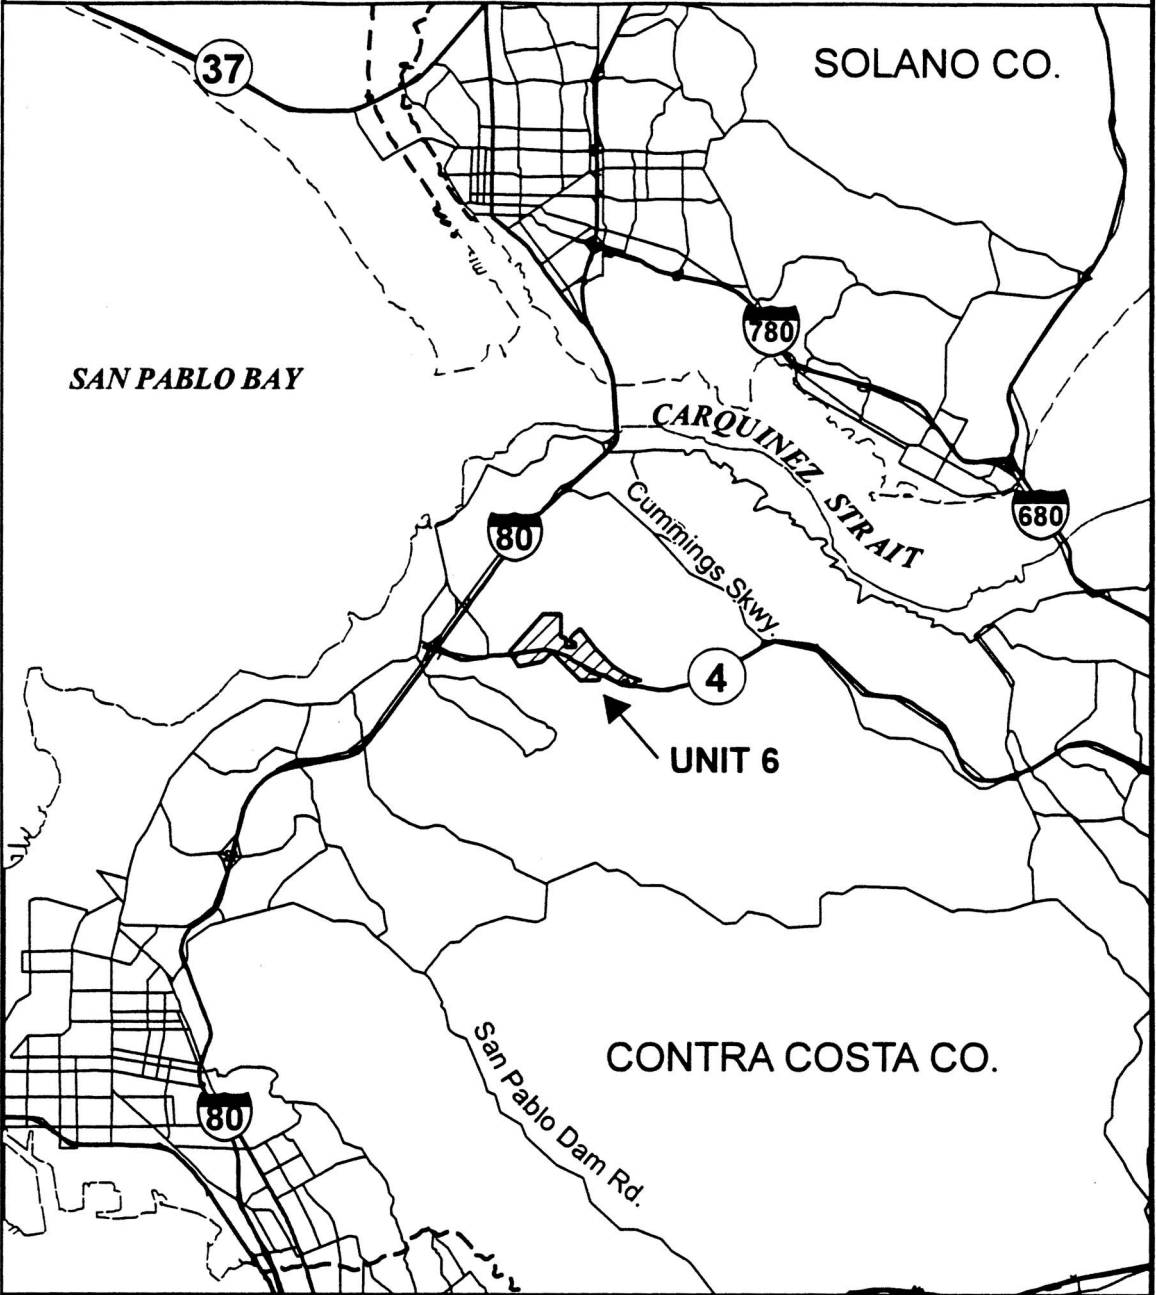 37
SOLANO CO.
780
SAN PABLO BAY
CARQUINEZ STRAIT
680
80
Cummings Skwy.
4
UNIT 6
San Pablo Dam Rd.
CONTRA COSTA CO.
80